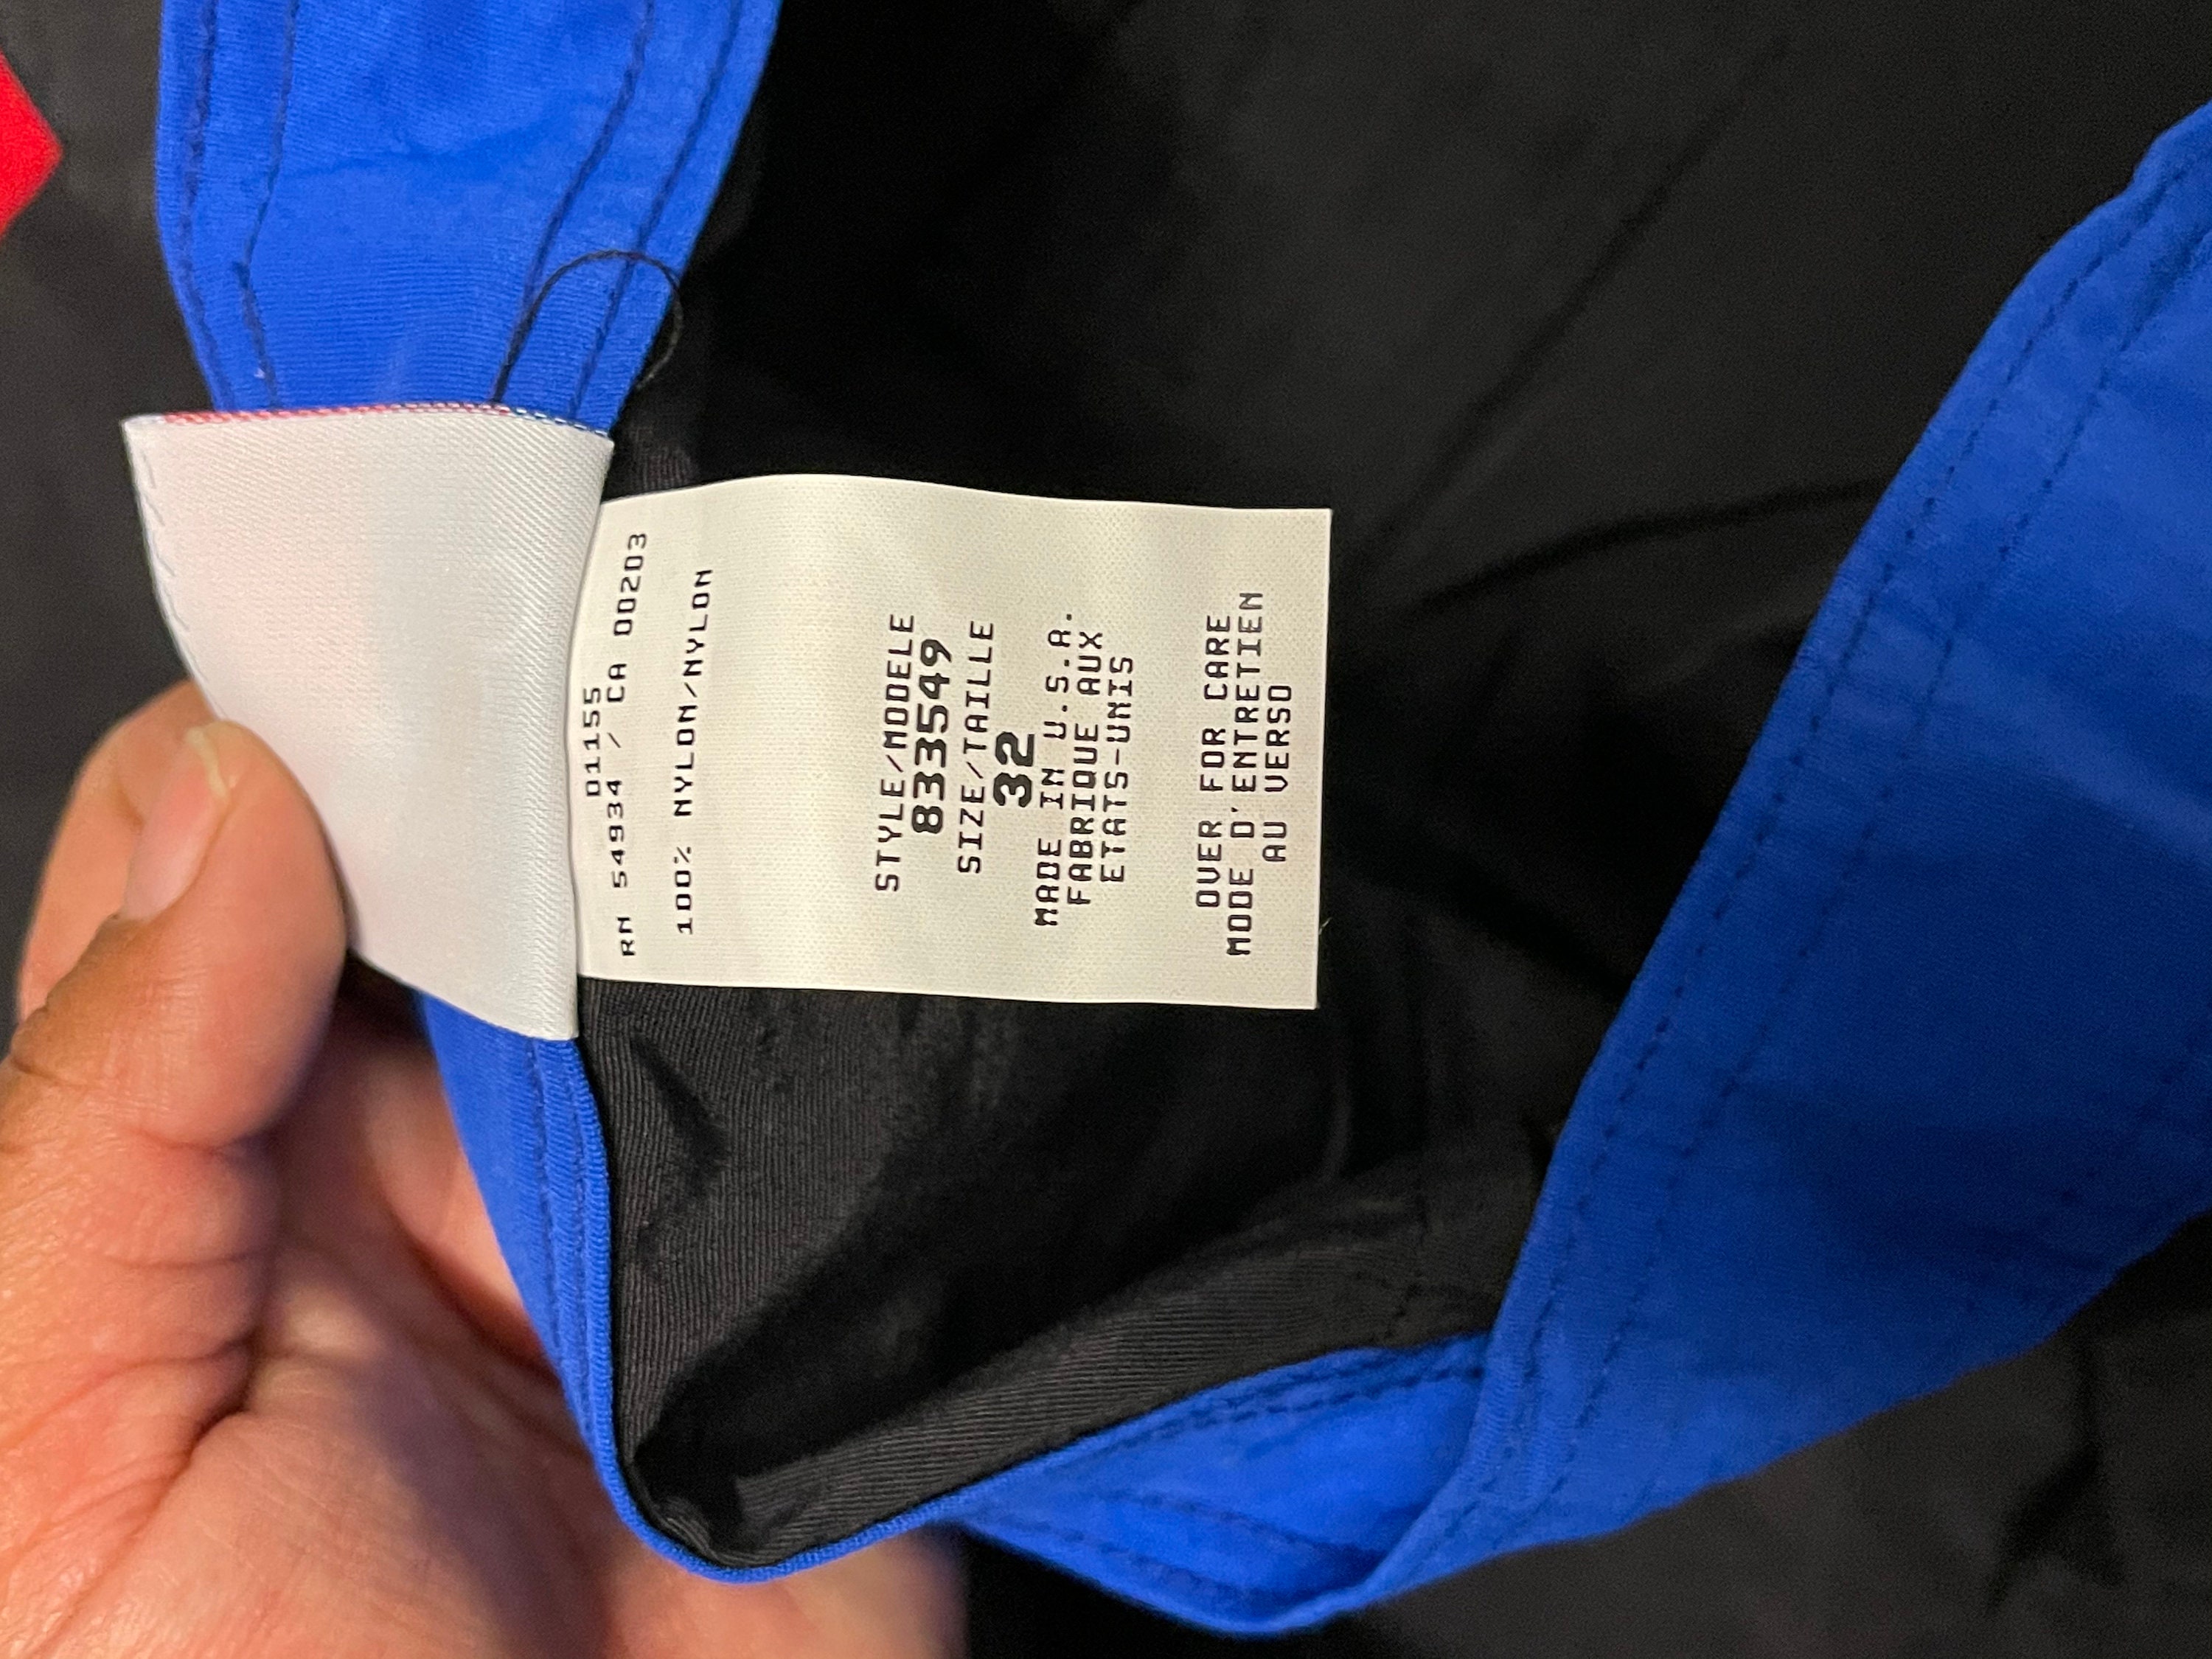 D1155
RN 54934 / CA 00203
100% NYLON/NYLON
STYLE/MODELE
833549
SIZE/TAILLE
32
MADE IN U.S.A.
FABRIQUE AUX
ETATS-UNIS
OVER FOR CARE
MODE D'ENTRETIEN
AU VERSO